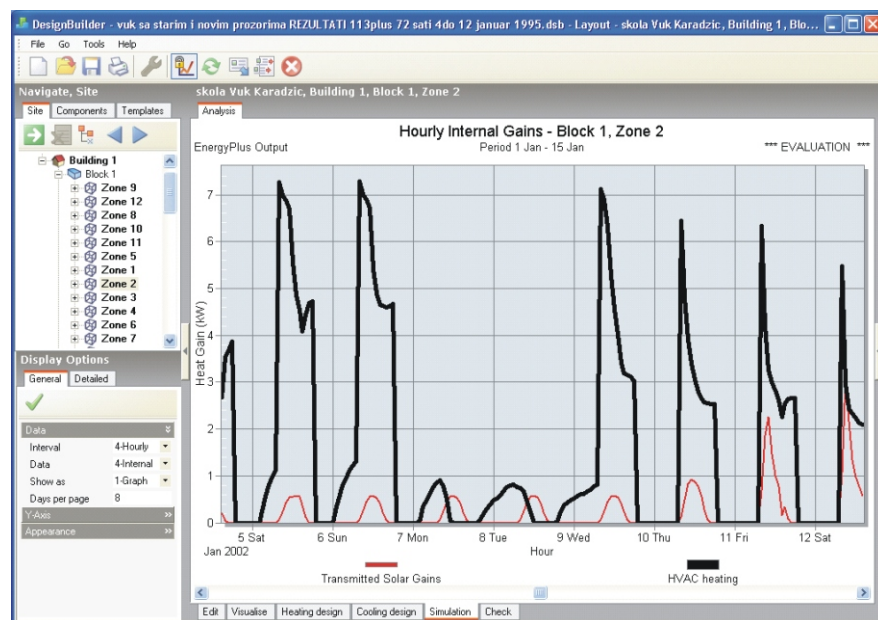 DesignBuilder - vuk sa starim i novim prozorima REZULTATI 113plus 72 sati 4do 12 januar 1995.dsb - Layout - skola Vuk Karadzic, Building 1, Blo...
File Go Tools Help
Navigate, Site
Site Components Templates
Building 1
Block 1
Zone 9
Zone 12
Zone 8
Zone 10
Zone 11
Zone 5
Zone 1
Zone 2
Zone 3
Zone 4
Zone 6
Zone 7
Display Options
General Detailed
Data
Interval 4-Hourly
Data 4-Internal
Show as 1-Graph
Days per page 8
Y-Axis
Appearance
skola Vuk Karadzic, Building 1, Block 1, Zone 2
Analysis
Hourly Internal Gains - Block 1, Zone 2
EnergyPlus Output Period 1 Jan - 15 Jan *** EVALUATION ***
Heat Gain (kW)
7
6
5
4
3
2
1
0
5 Sat 6 Sun 7 Mon 8 Tue 9 Wed 10 Thu 11 Fri 12 Sat
Jan 2002 Hour
Transmitted Solar Gains HVAC heating
Edit Visualise Heating design Cooling design Simulation Check